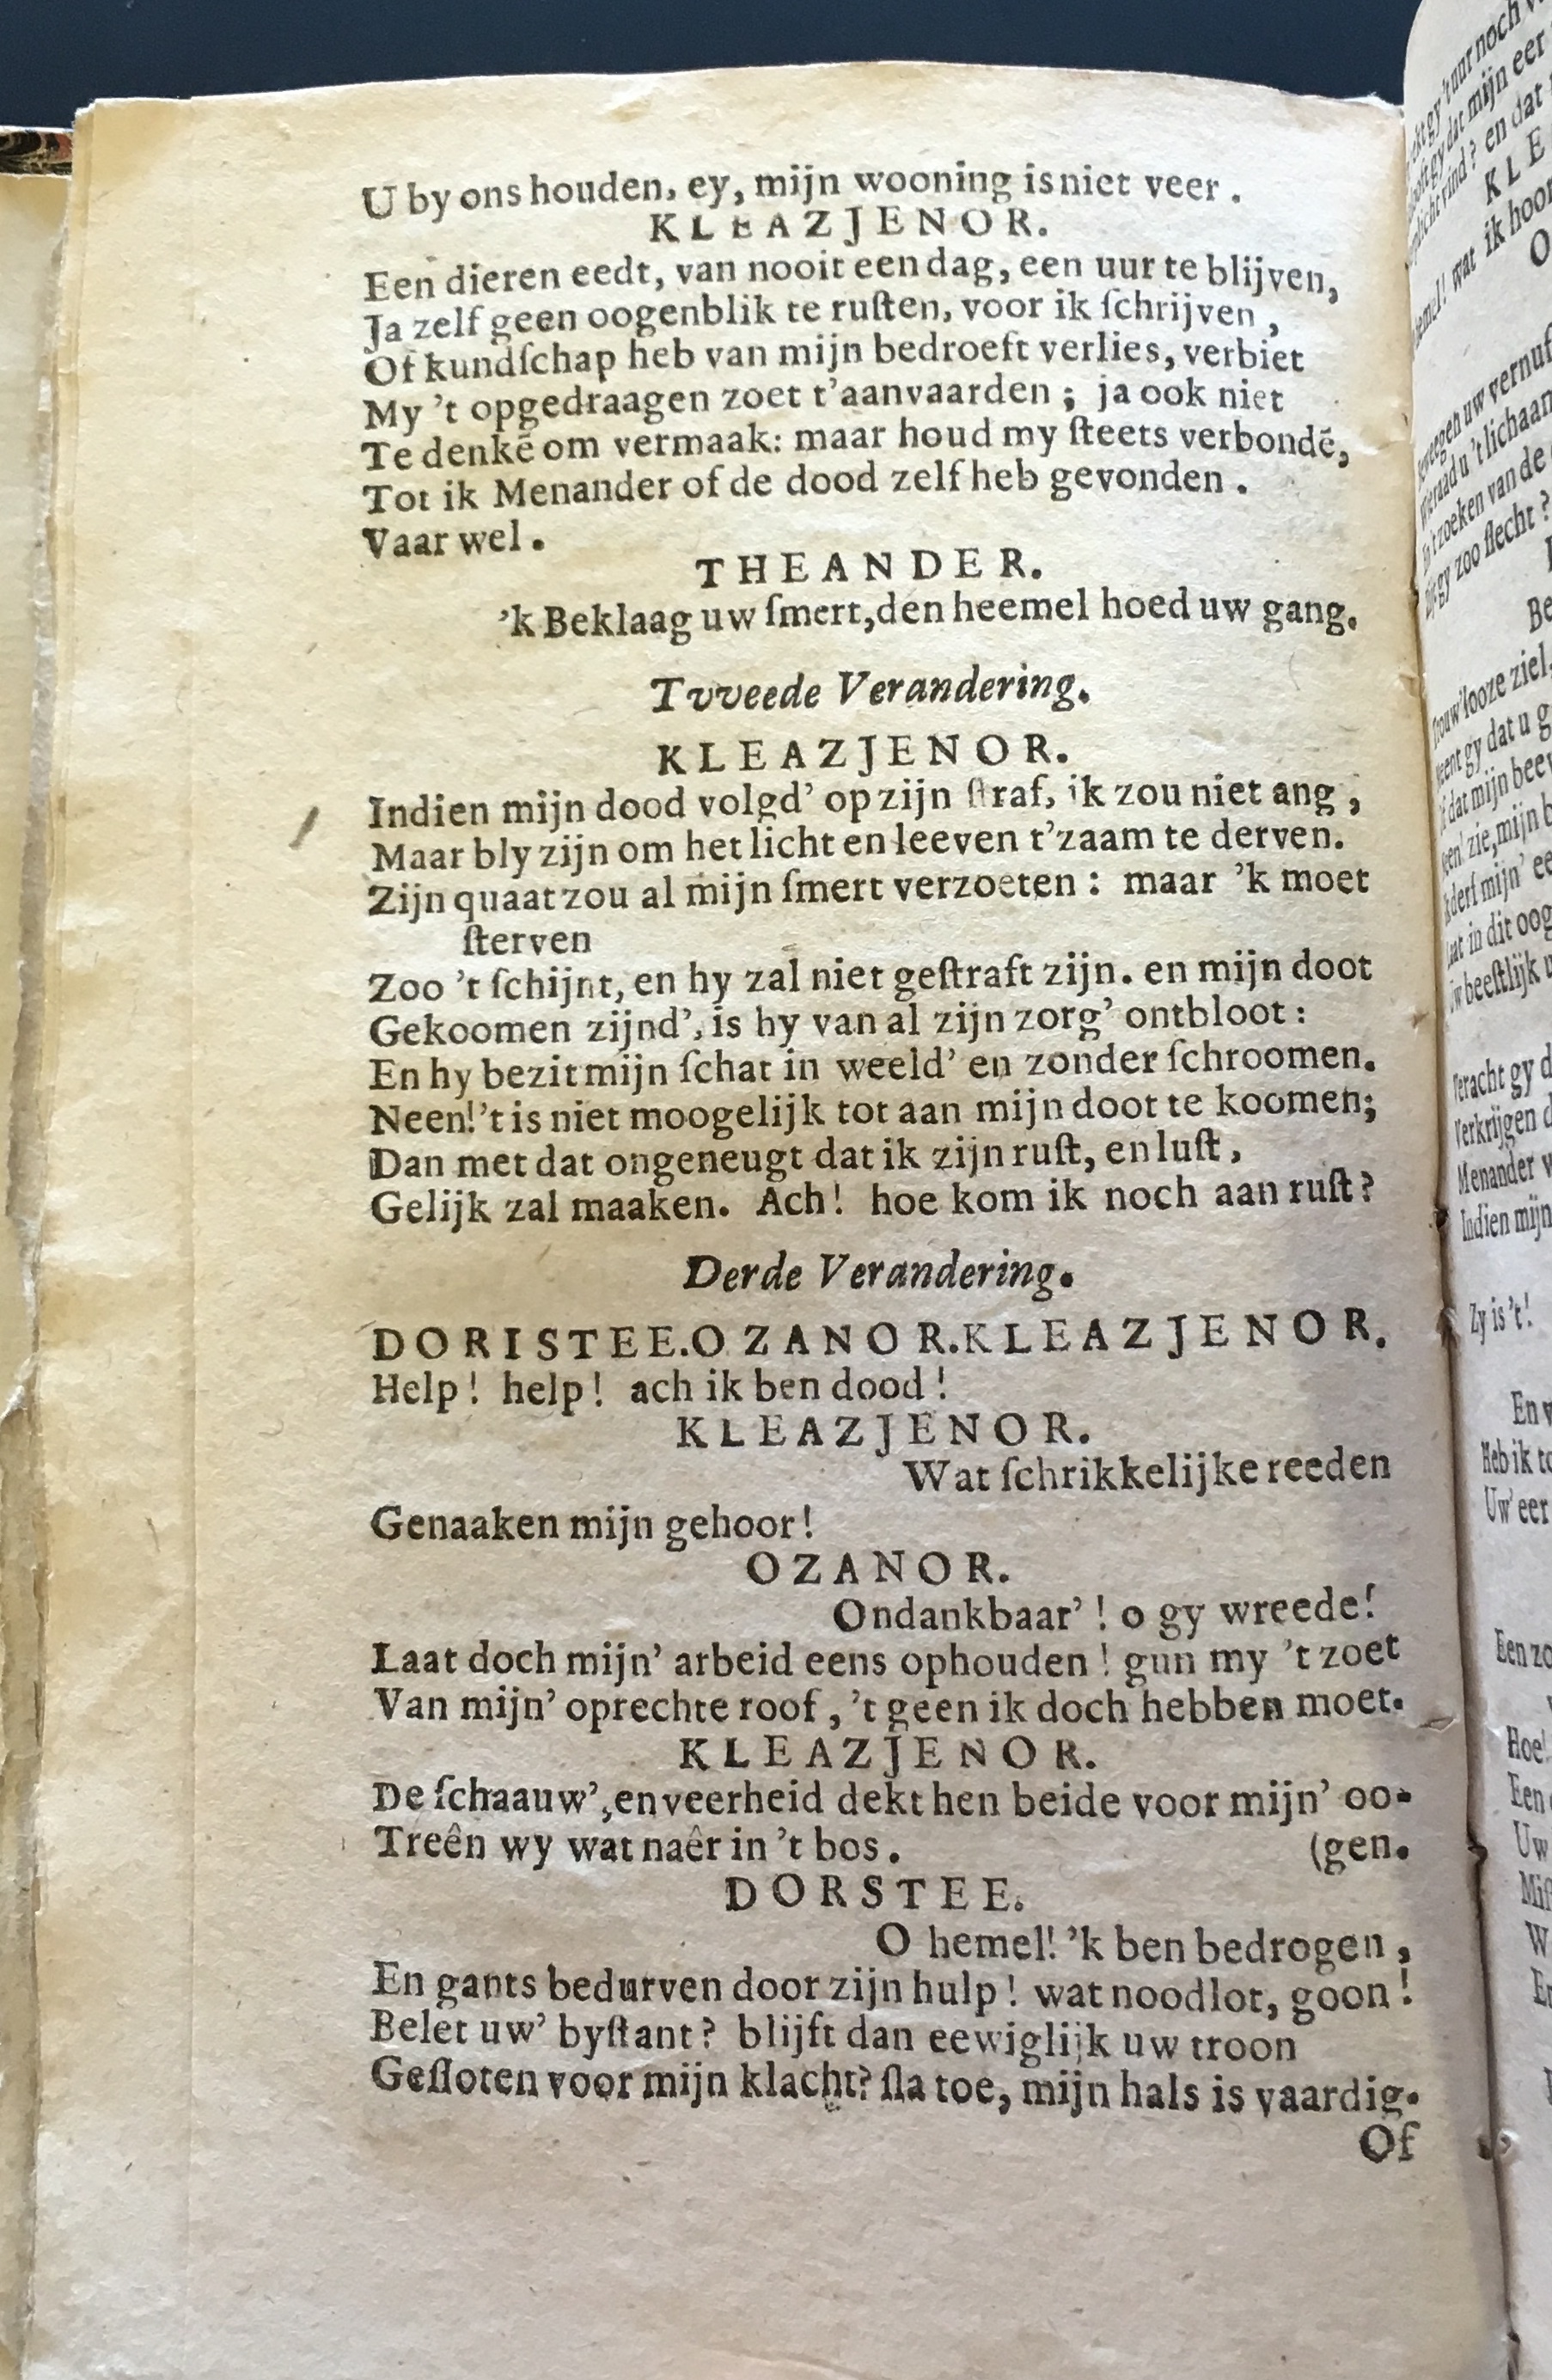 U by ons houden, ey, mijn wooning is niet veer.
KLEAZJENOR.
Een dieren eedt, van nooit een dag, een uur te blijven,
Ja zelf geen oogenblik te ruſten, voor ik ſchrijven,
Of kundſchap heb van mijn bedroeft verlies, verbiet
My 't opgedraagen zoet t'aanvaarden; ja ook niet
Te denkẽ om vermaak: maar houd my ſteets verbondẽ,
Tot ik Menander of de dood zelf heb gevonden.
Vaar wel.
THEANDER.
'k Beklaag uw ſmert, den heemel hoed uw gang.
Tvveede Verandering.
KLEAZJENOR.
Indien mijn dood volgd' op zijn ſtraf, ik zou niet ang,
Maar bly zijn om het licht en leeven t'zaam te derven.
Zijn quaat zou al mijn ſmert verzoeten: maar 'k moet
ſterven
Zoo 't ſchijnt, en hy zal niet geſtraft zijn. en mijn doot
Gekoomen zijnd', is hy van al zijn zorg' ontbloot:
En hy bezit mijn ſchat in weeld' en zonder ſchroomen.
Neen! 't is niet moogelijk tot aan mijn doot te koomen;
Dan met dat ongeneugt dat ik zijn ruſt, en luſt,
Gelijk zal maaken. Ach! hoe kom ik noch aan ruſt?
Derde Verandering.
DORISTEE. OZANOR. KLEAZJENOR.
Help! help! ach ik ben dood!
KLEAZJENOR.
Wat ſchrikkelijke reeden
Genaaken mijn gehoor!
OZANOR.
Ondankbaar'! o gy wreede!
Laat doch mijn' arbeid eens ophouden! gun my 't zoet
Van mijn' oprechte roof, 't geen ik doch hebben moet.
KLEAZJENOR.
De ſchaauw', en veerheid dekt hen beide voor mijn' oo-
Treên wy wat naêr in 't bos. (gen.
DORSTEE.
O hemel! 'k ben bedrogen,
En gants bedurven door zijn hulp! wat noodlot, goon!
Belet uw' byſtant? blijft dan eewiglijk uw troon
Geſloten voor mijn klacht? ſla toe, mijn hals is vaardig.
Of